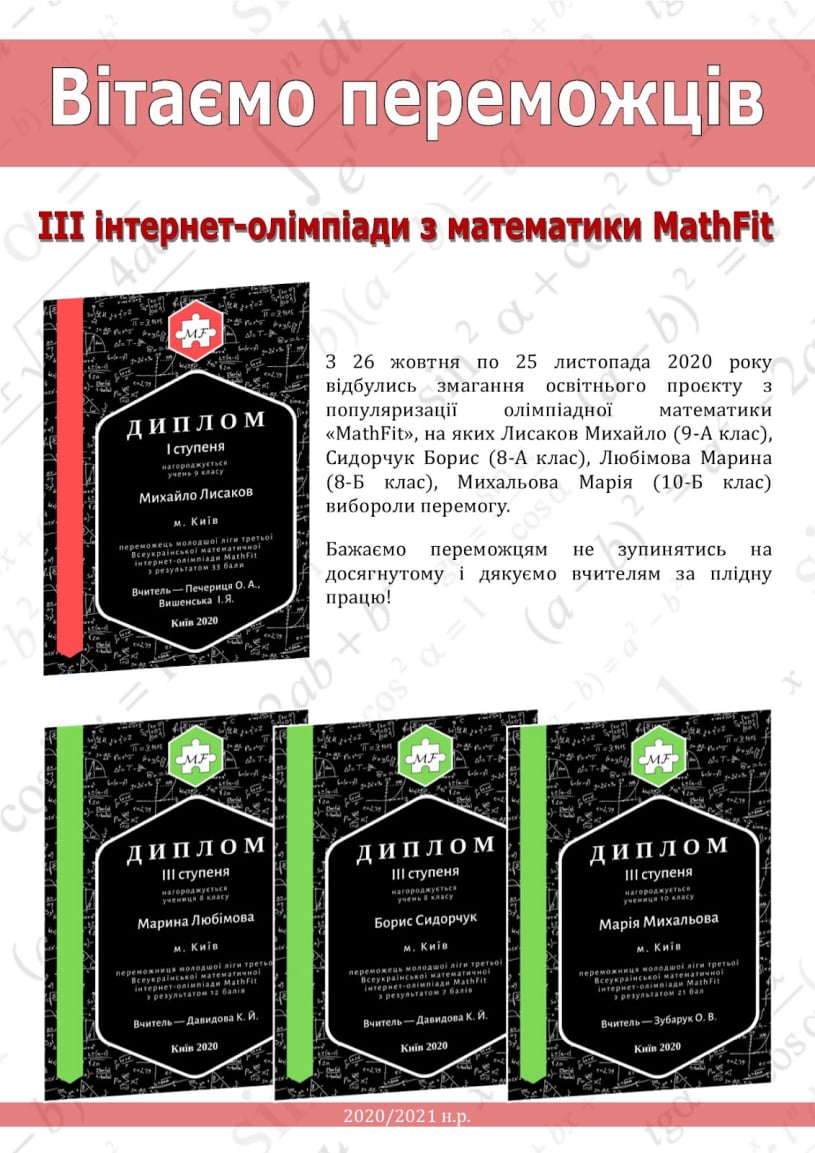 Вітаємо переможців
ІІІ інтернет-олімпіади з математики MathFit
З 26 жовтня по 25 листопада 2020 року
відбулись змагання освітнього проєкту з
популяризації олімпіадної математики
«MathFit», на яких Лисаков Михайло (9-А клас),
Сидорчук Борис (8-А клас), Любімова Марина
(8-Б клас), Михальова Марія (10-Б клас)
вибороли перемогу.
Бажаємо переможцям не зупинятись на
досягнутому і дякуємо вчителям за плідну
працю!
MF
ДИПЛОМ
І ступеня
нагороджується
учень 9 класу
Михайло Лисаков
м. Київ
переможець молодшої ліги третьої
Всеукраїнської математичної
інтернет-олімпіади MathFit
з результатом 33 бали
Вчитель — Печериця О. А.,
Вишенська І.Я.
Київ 2020
MF
ДИПЛОМ
ІІІ ступеня
нагороджується
учениця 8 класу
Марина Любімова
м. Київ
переможниця молодшої ліги третьої
Всеукраїнської математичної
інтернет-олімпіади MathFit
з результатом 12 балів
Вчитель — Давидова К. Й.
Київ 2020
MF
ДИПЛОМ
ІІІ ступеня
нагороджується
учень 8 класу
Борис Сидорчук
м. Київ
переможець молодшої ліги третьої
Всеукраїнської математичної
інтернет-олімпіади MathFit
з результатом 7 балів
Вчитель — Давидова К. Й.
Київ 2020
MF
ДИПЛОМ
ІІІ ступеня
нагороджується
учениця 10 класу
Марія Михальова
м. Київ
переможниця молодшої ліги третьої
Всеукраїнської математичної
інтернет-олімпіади MathFit
з результатом 21 бал
Вчитель — Зубарук О. В.
Київ 2020
2020/2021 н.р.